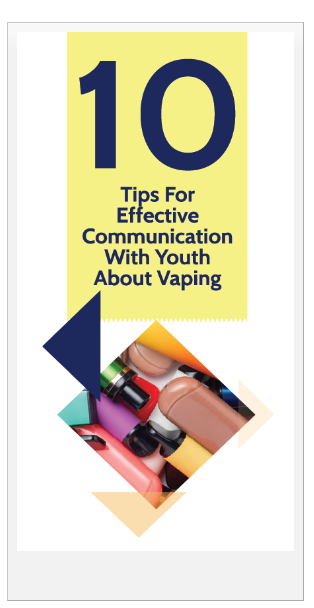 10
Tips For
Effective
Communication
With Youth
About Vaping